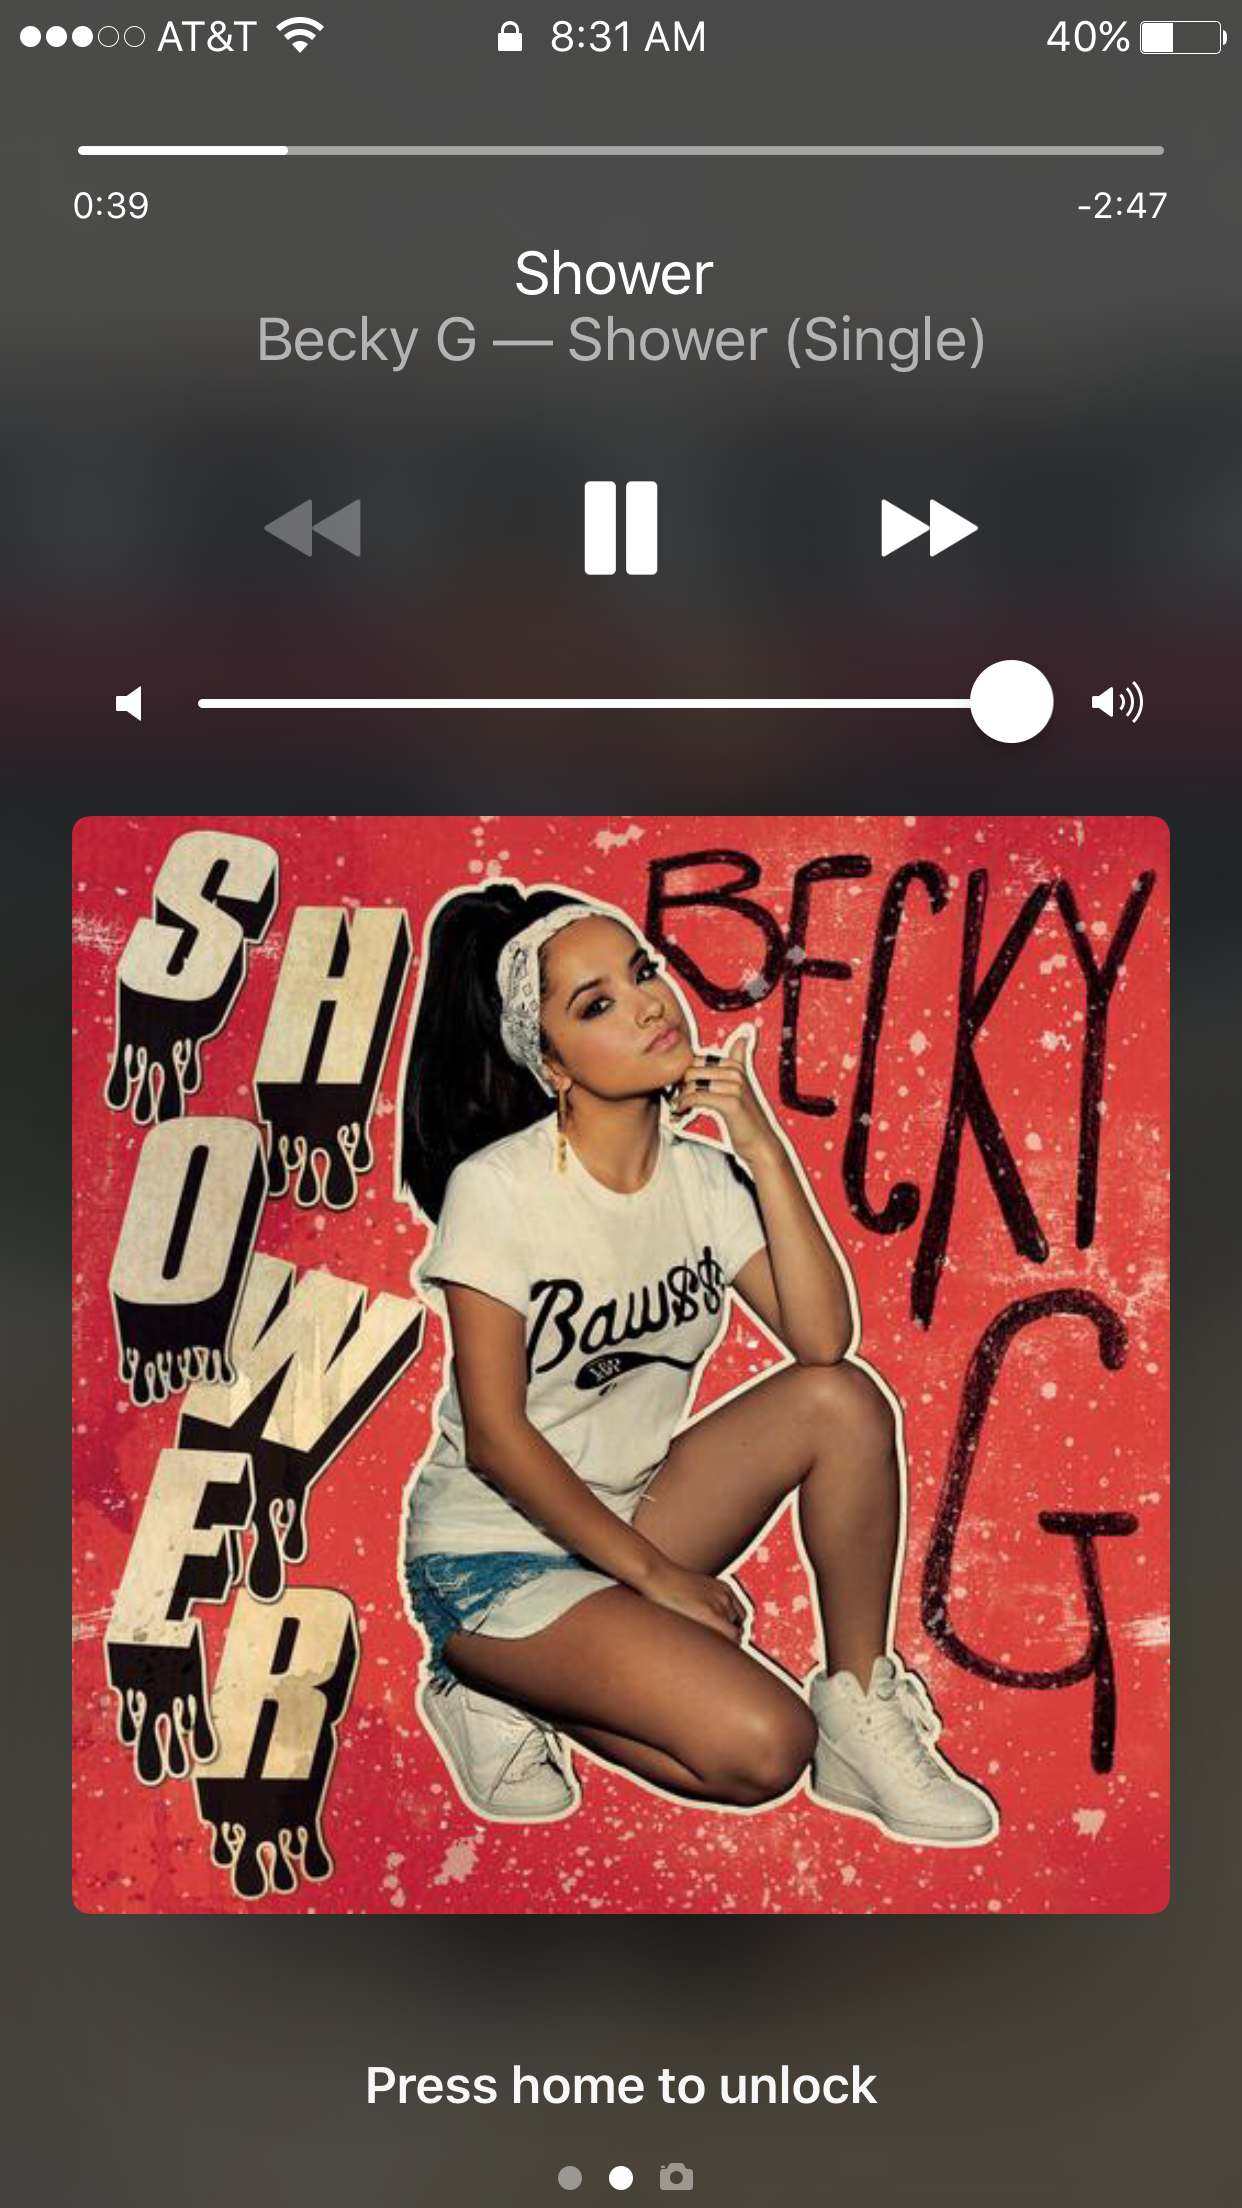 AT&T 8:31 AM 40%
0:39 -2:47
Shower
Becky G — Shower (Single)
SHOWER
BECKY
G
Baw$$
Press home to unlock